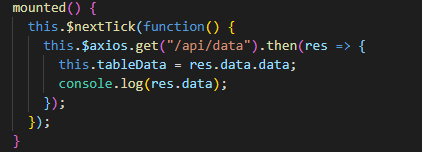 mounted() {
  this.$nextTick(function() {
    this.$axios.get("/api/data").then(res => {
      this.tableData = res.data.data;
      console.log(res.data);
    });
  });
}